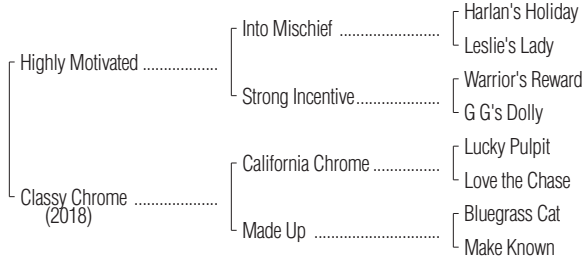 Harlan's Holiday
Into Mischief ...................
Leslie's Lady
Highly Motivated ..................
Warrior's Reward
Strong Incentive....................
G G's Dolly
Lucky Pulpit
California Chrome ................
Love the Chase
Classy Chrome ....................
(2018)
Bluegrass Cat
Made Up ..............................
Make Known